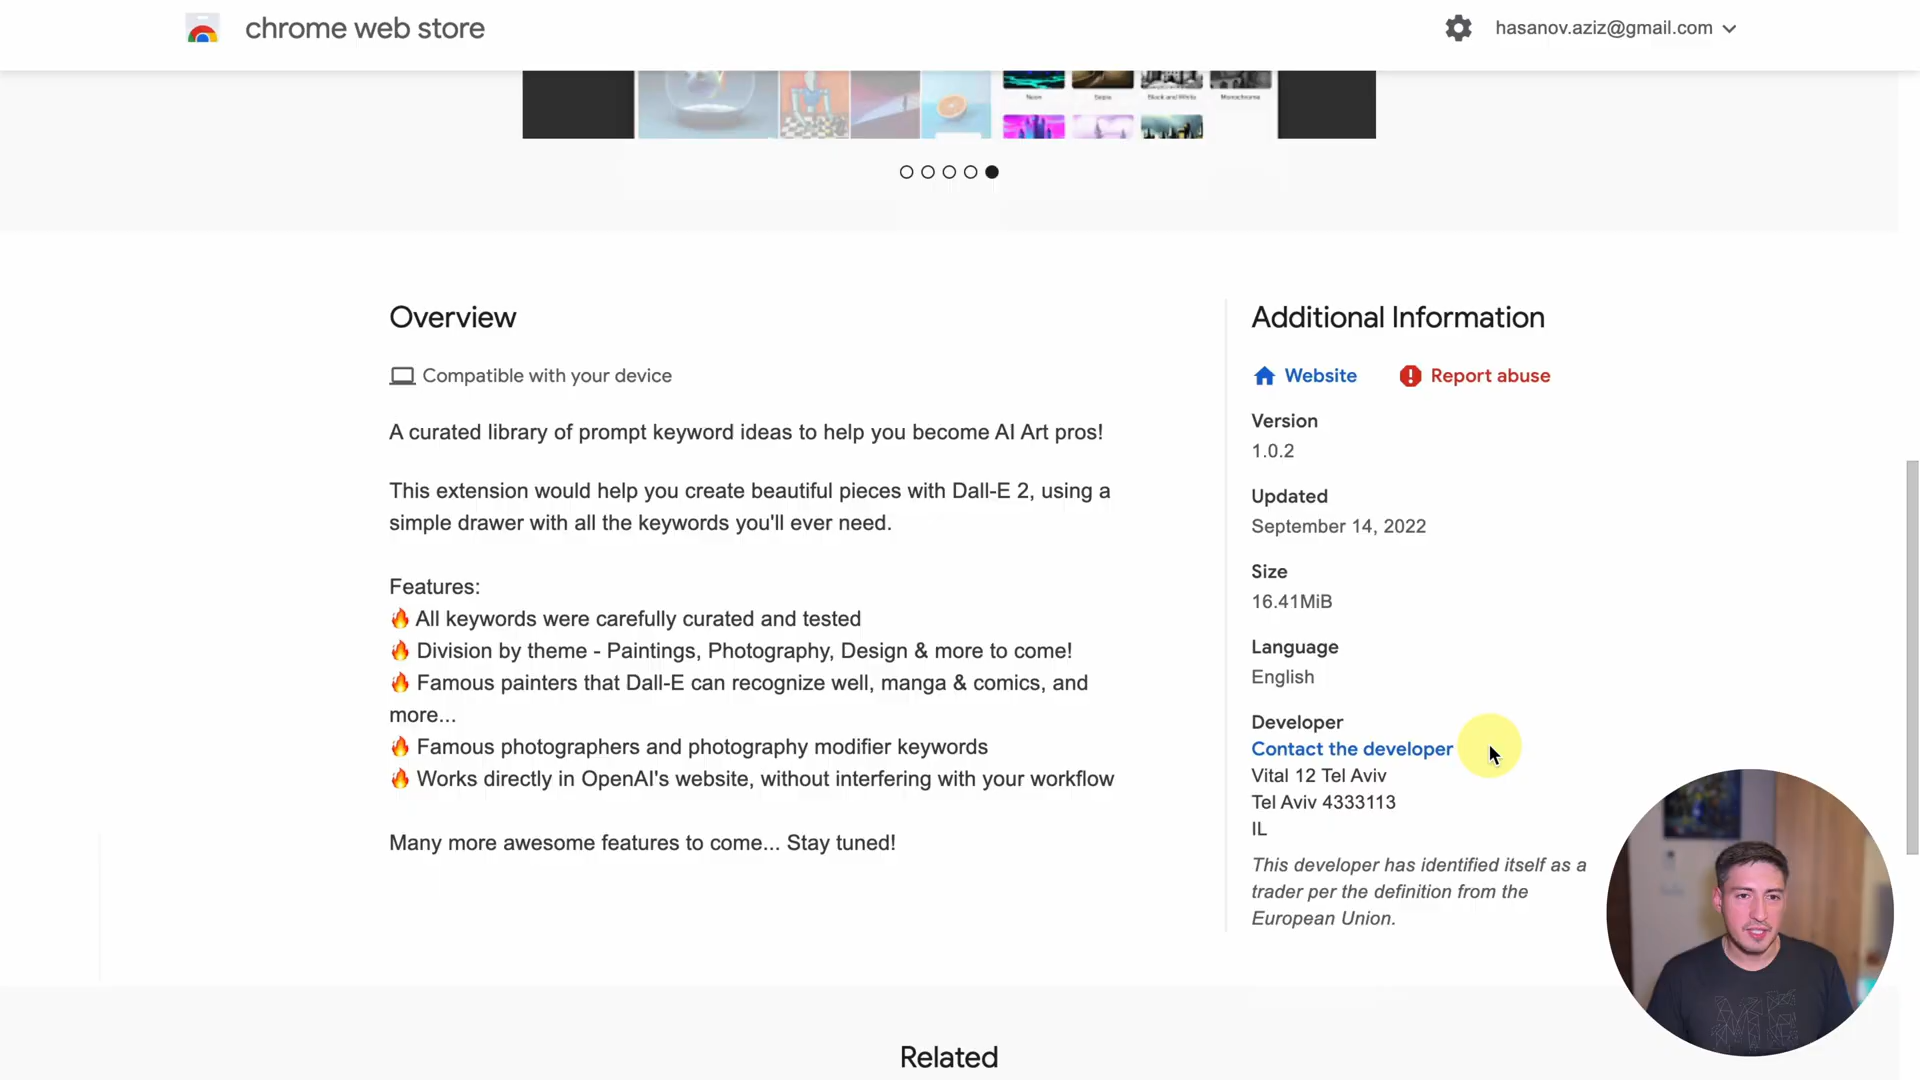 chrome web store
hasanov.aziz@gmail.com
Neon
Sepia
Black and White
Monochrome
Overview
Compatible with your device
A curated library of prompt keyword ideas to help you become AI Art pros!
This extension would help you create beautiful pieces with Dall-E 2, using a
simple drawer with all the keywords you'll ever need.
Features:
🔥 All keywords were carefully curated and tested
🔥 Division by theme - Paintings, Photography, Design & more to come!
🔥 Famous painters that Dall-E can recognize well, manga & comics, and
more...
🔥 Famous photographers and photography modifier keywords
🔥 Works directly in OpenAI's website, without interfering with your workflow
Many more awesome features to come... Stay tuned!
Additional Information
Website
Report abuse
Version
1.0.2
Updated
September 14, 2022
Size
16.41MiB
Language
English
Developer
Contact the developer
Vital 12 Tel Aviv
Tel Aviv 4333113
IL
This developer has identified itself as a
trader per the definition from the
European Union.
Related